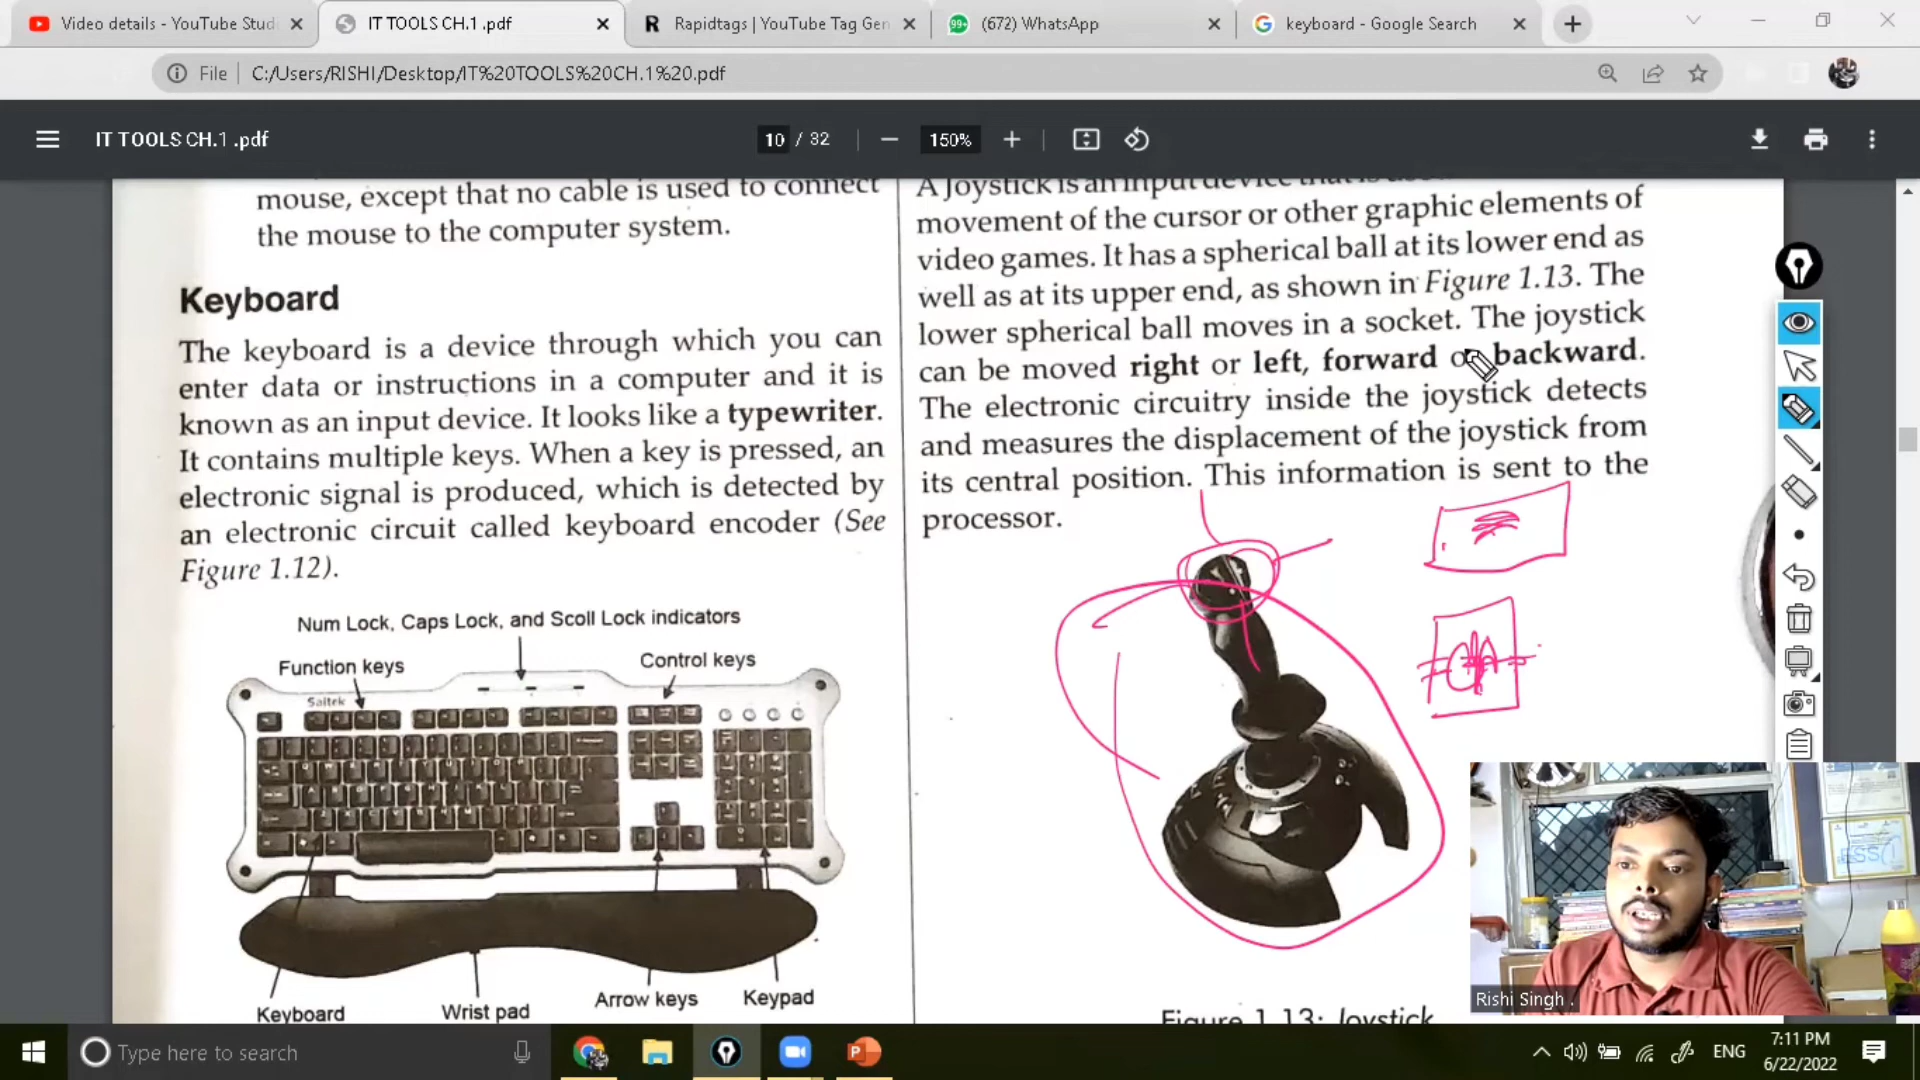 Video details - YouTube Stud
IT TOOLS CH.1 .pdf
Rapidtags | YouTube Tag Gen
99+
(672) WhatsApp
keyboard - Google Search
File
C:/Users/RISHI/Desktop/IT%20TOOLS%20CH.1%20.pdf
IT TOOLS CH.1 .pdf
10 / 32
150%
mouse, except that no cable is used to connect
the mouse to the computer system.
Keyboard
The keyboard is a device through which you can
enter data or instructions in a computer and it is
known as an input device. It looks like a typewriter.
It contains multiple keys. When a key is pressed, an
electronic signal is produced, which is detected by
an electronic circuit called keyboard encoder (See
Figure 1.12).
Num Lock, Caps Lock, and Scoll Lock indicators
Function keys
Control keys
Saitek
Keyboard
Wrist pad
Arrow keys
Keypad
A Joystick is an input device that is
movement of the cursor or other graphic elements of
video games. It has a spherical ball at its lower end as
well as at its upper end, as shown in Figure 1.13. The
lower spherical ball moves in a socket. The joystick
can be moved right or left, forward or backward.
The electronic circuitry inside the joystick detects
and measures the displacement of the joystick from
its central position. This information is sent to the
processor.
Figure 1.13: Joystick
Rishi Singh .
Type here to search
ENG
7:11 PM
6/22/2022